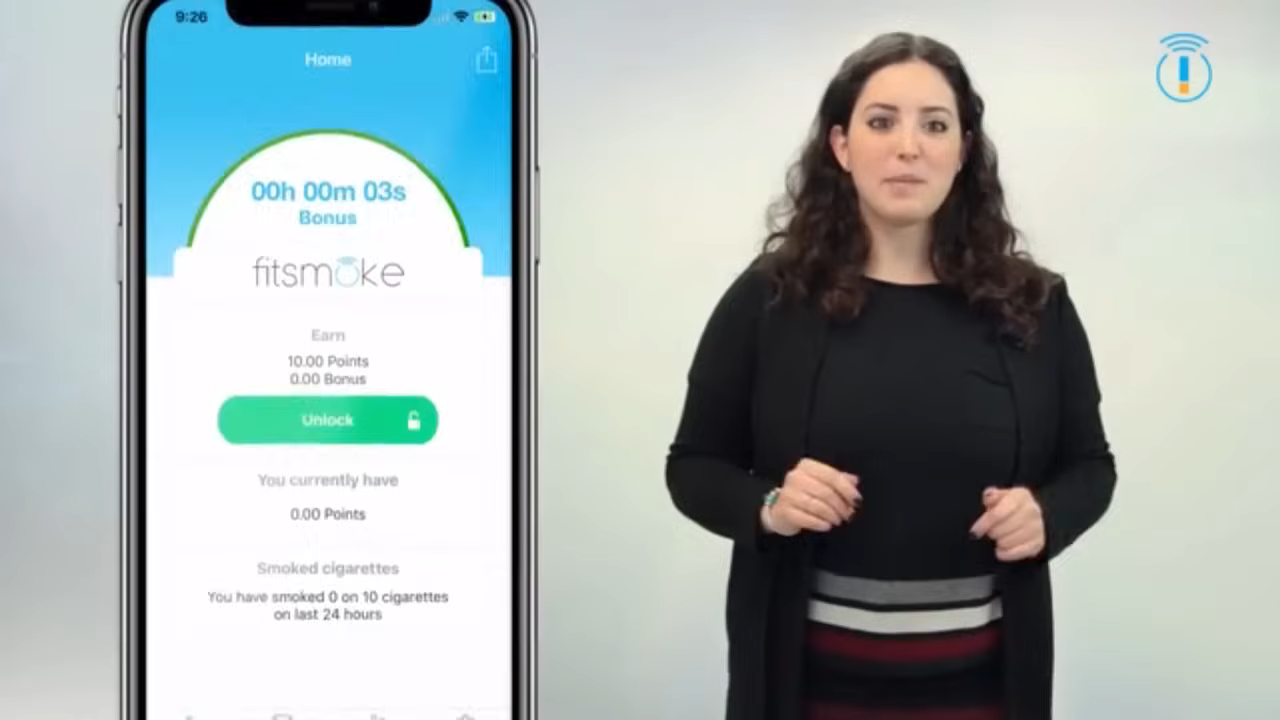 9:26
Home
00h 00m 03s
Bonus
fitsmoke
Earn
10.00 Points
0.00 Bonus
Unlock
You currently have
0.00 Points
Smoked cigarettes
You have smoked 0 on 10 cigarettes
on last 24 hours